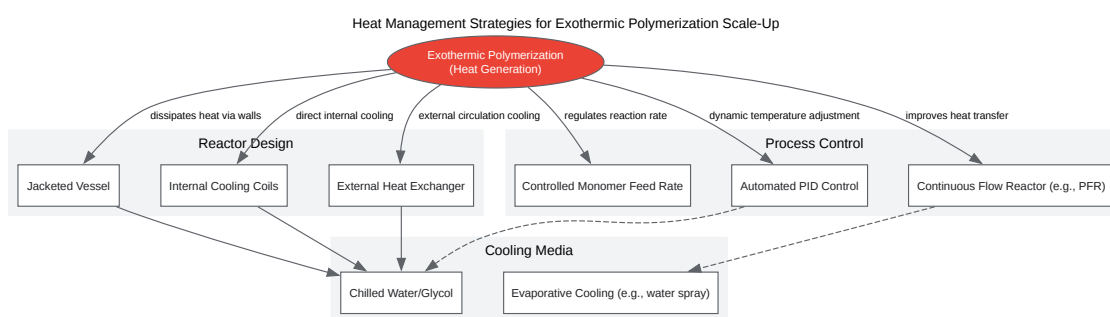 Heat Management Strategies for Exothermic Polymerization Scale-Up
Exothermic Polymerization
(Heat Generation)
dissipates heat via walls
direct internal cooling
external circulation cooling
regulates reaction rate
dynamic temperature adjustment
improves heat transfer
Reactor Design
Process Control
Jacketed Vessel
Internal Cooling Coils
External Heat Exchanger
Controlled Monomer Feed Rate
Automated PID Control
Continuous Flow Reactor (e.g., PFR)
Cooling Media
Chilled Water/Glycol
Evaporative Cooling (e.g., water spray)